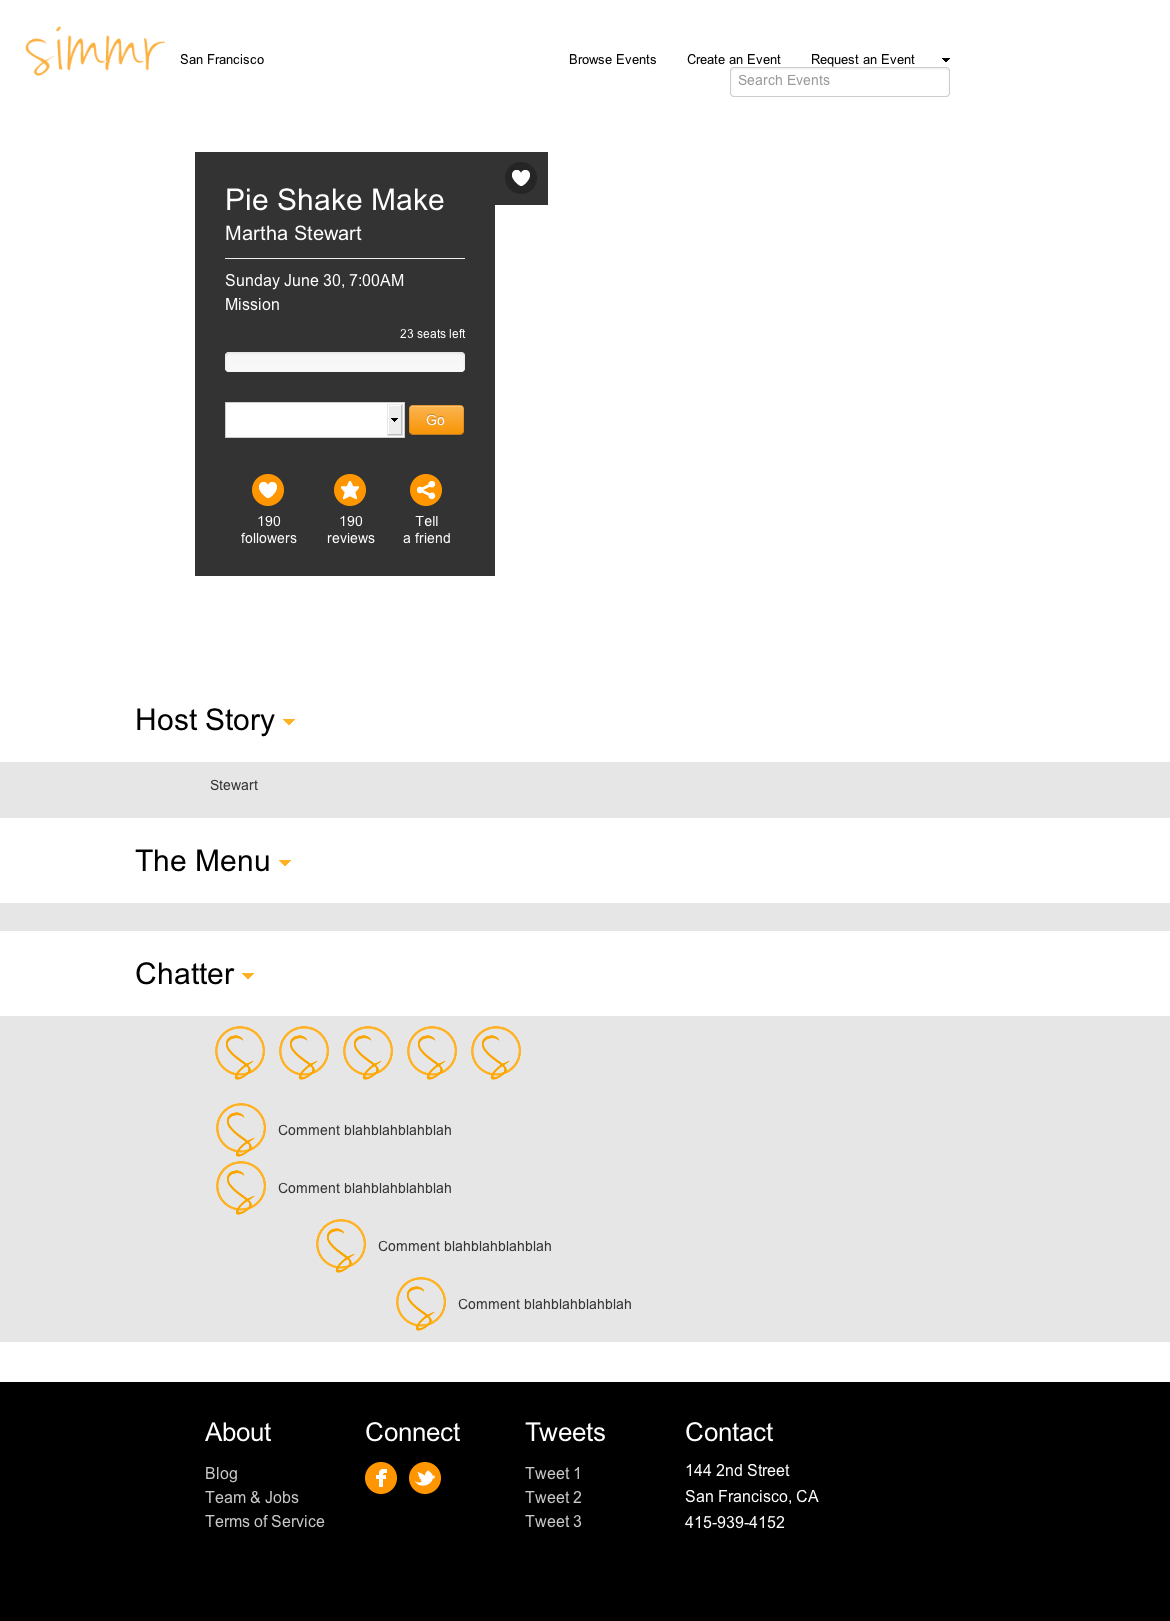 simmr
San Francisco
Browse Events
Create an Event
Request an Event
Search Events
Pie Shake Make
Martha Stewart
Sunday June 30, 7:00AM
Mission
23 seats left
Go
190
followers
190
reviews
Tell
a friend
Host Story
Stewart
The Menu
Chatter
Comment blahblahblahblah
Comment blahblahblahblah
Comment blahblahblahblah
Comment blahblahblahblah
About
Blog
Team & Jobs
Terms of Service
Connect
Tweets
Tweet 1
Tweet 2
Tweet 3
Contact
144 2nd Street
San Francisco, CA
415-939-4152